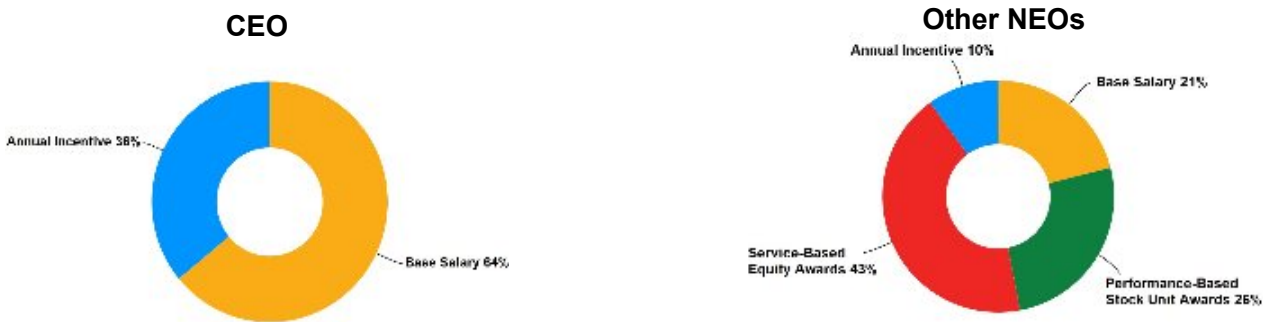 CEO
Other NEOs
Annual Incentive 36%
Base Salary 64%
Annual Incentive 10%
Base Salary 21%
Service-Based
Equity Awards 43%
Performance-Based
Stock Unit Awards 26%